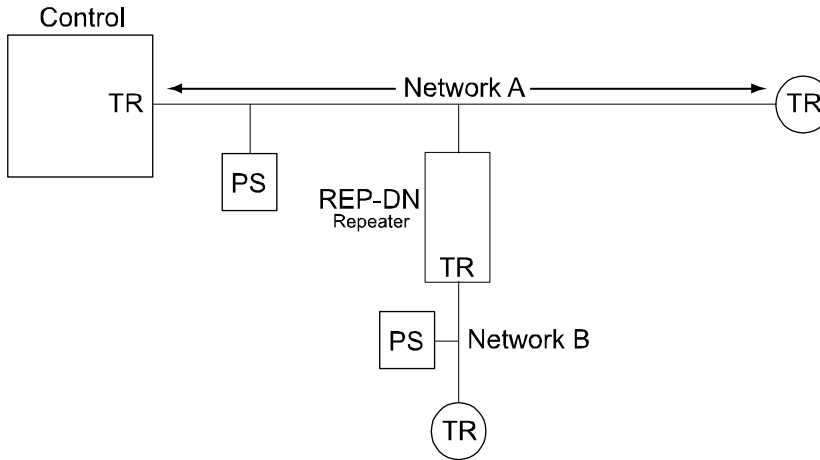 Control
TR
Network A
TR
PS
REP-DN
Repeater
TR
PS
Network B
TR